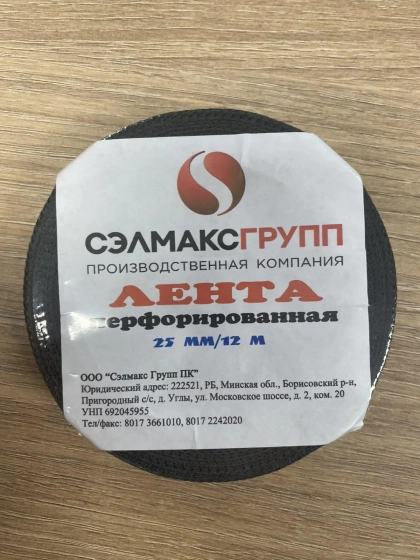 СЭЛМАКСГРУПП
ПРОИЗВОДСТВЕННАЯ КОМПАНИЯ
ЛЕНТА
перфорированная
25 ММ/12 М
ООО "Сэлмакс Групп ПК"
Юридический адрес: 222521, РБ, Минская обл., Борисовский р-н,
Пригородный с/с, д. Углы, ул. Московское шоссе, д. 2, ком. 20
УНП 692045955
Тел/факс: 8017 3661010, 8017 2242020